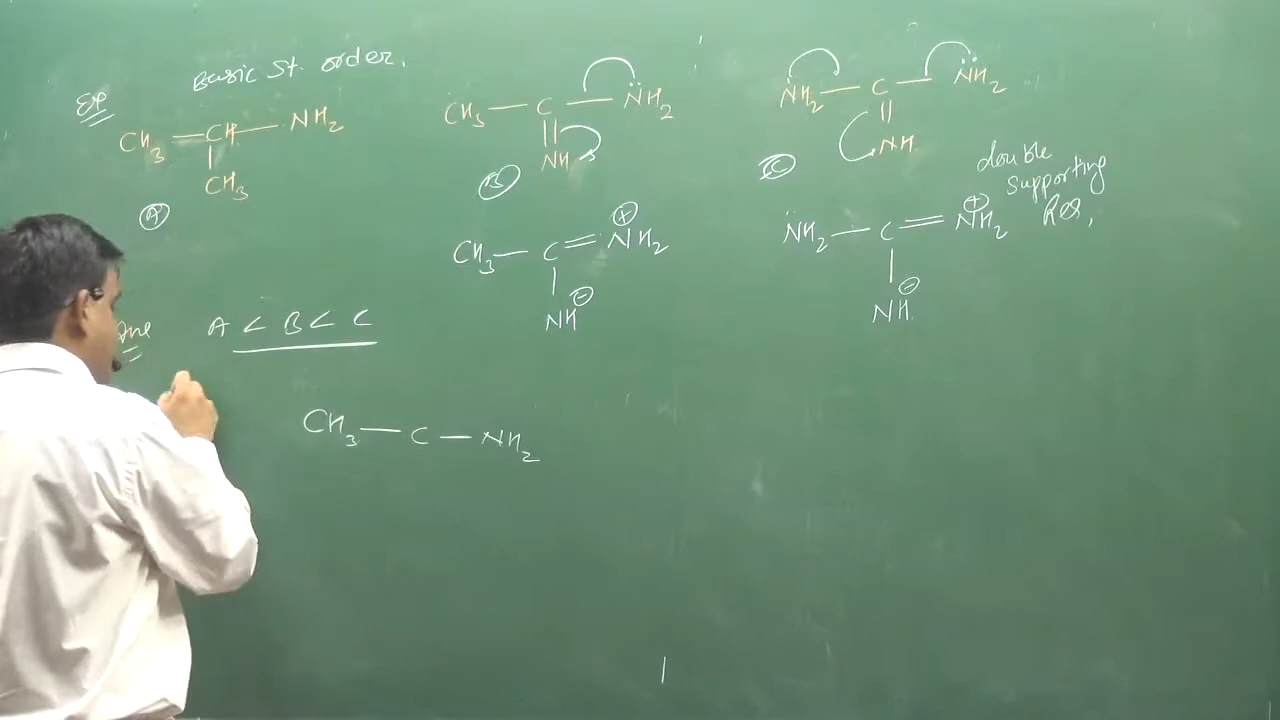 Ex Basic St. order.
CH3 — CH — NH2
CH3
A
CH3 — C — NH2
NH
B
NH2 — C — NH2
NH
C
double
supporting
Res,
CH3 — C = NH2 ⊕
NH ⊖
NH2 — C = NH2 ⊕
NH ⊖
A < B < C
CH3 — C — NH2